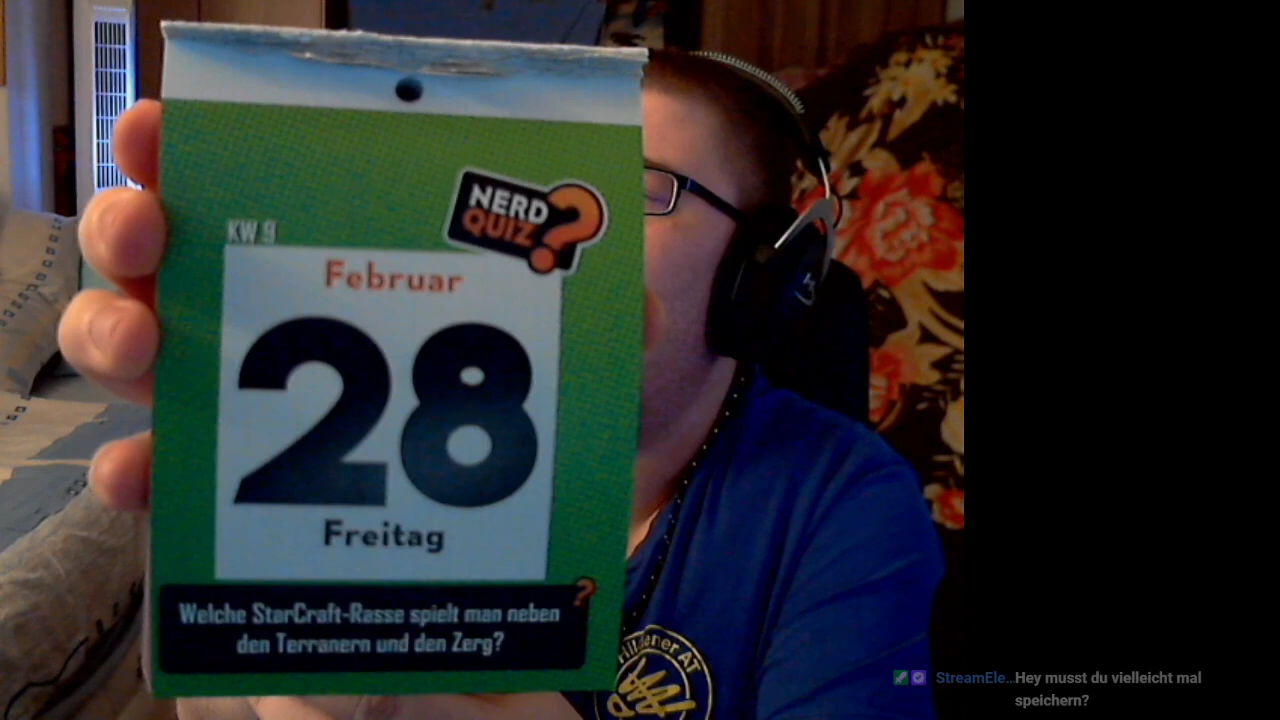 NERD
QUIZ
KW 9
Februar
28
Freitag
Welche StarCraft-Rasse spielt man neben
den Terranern und den Zerg?
StreamEle...Hey musst du vielleicht mal
speichern?